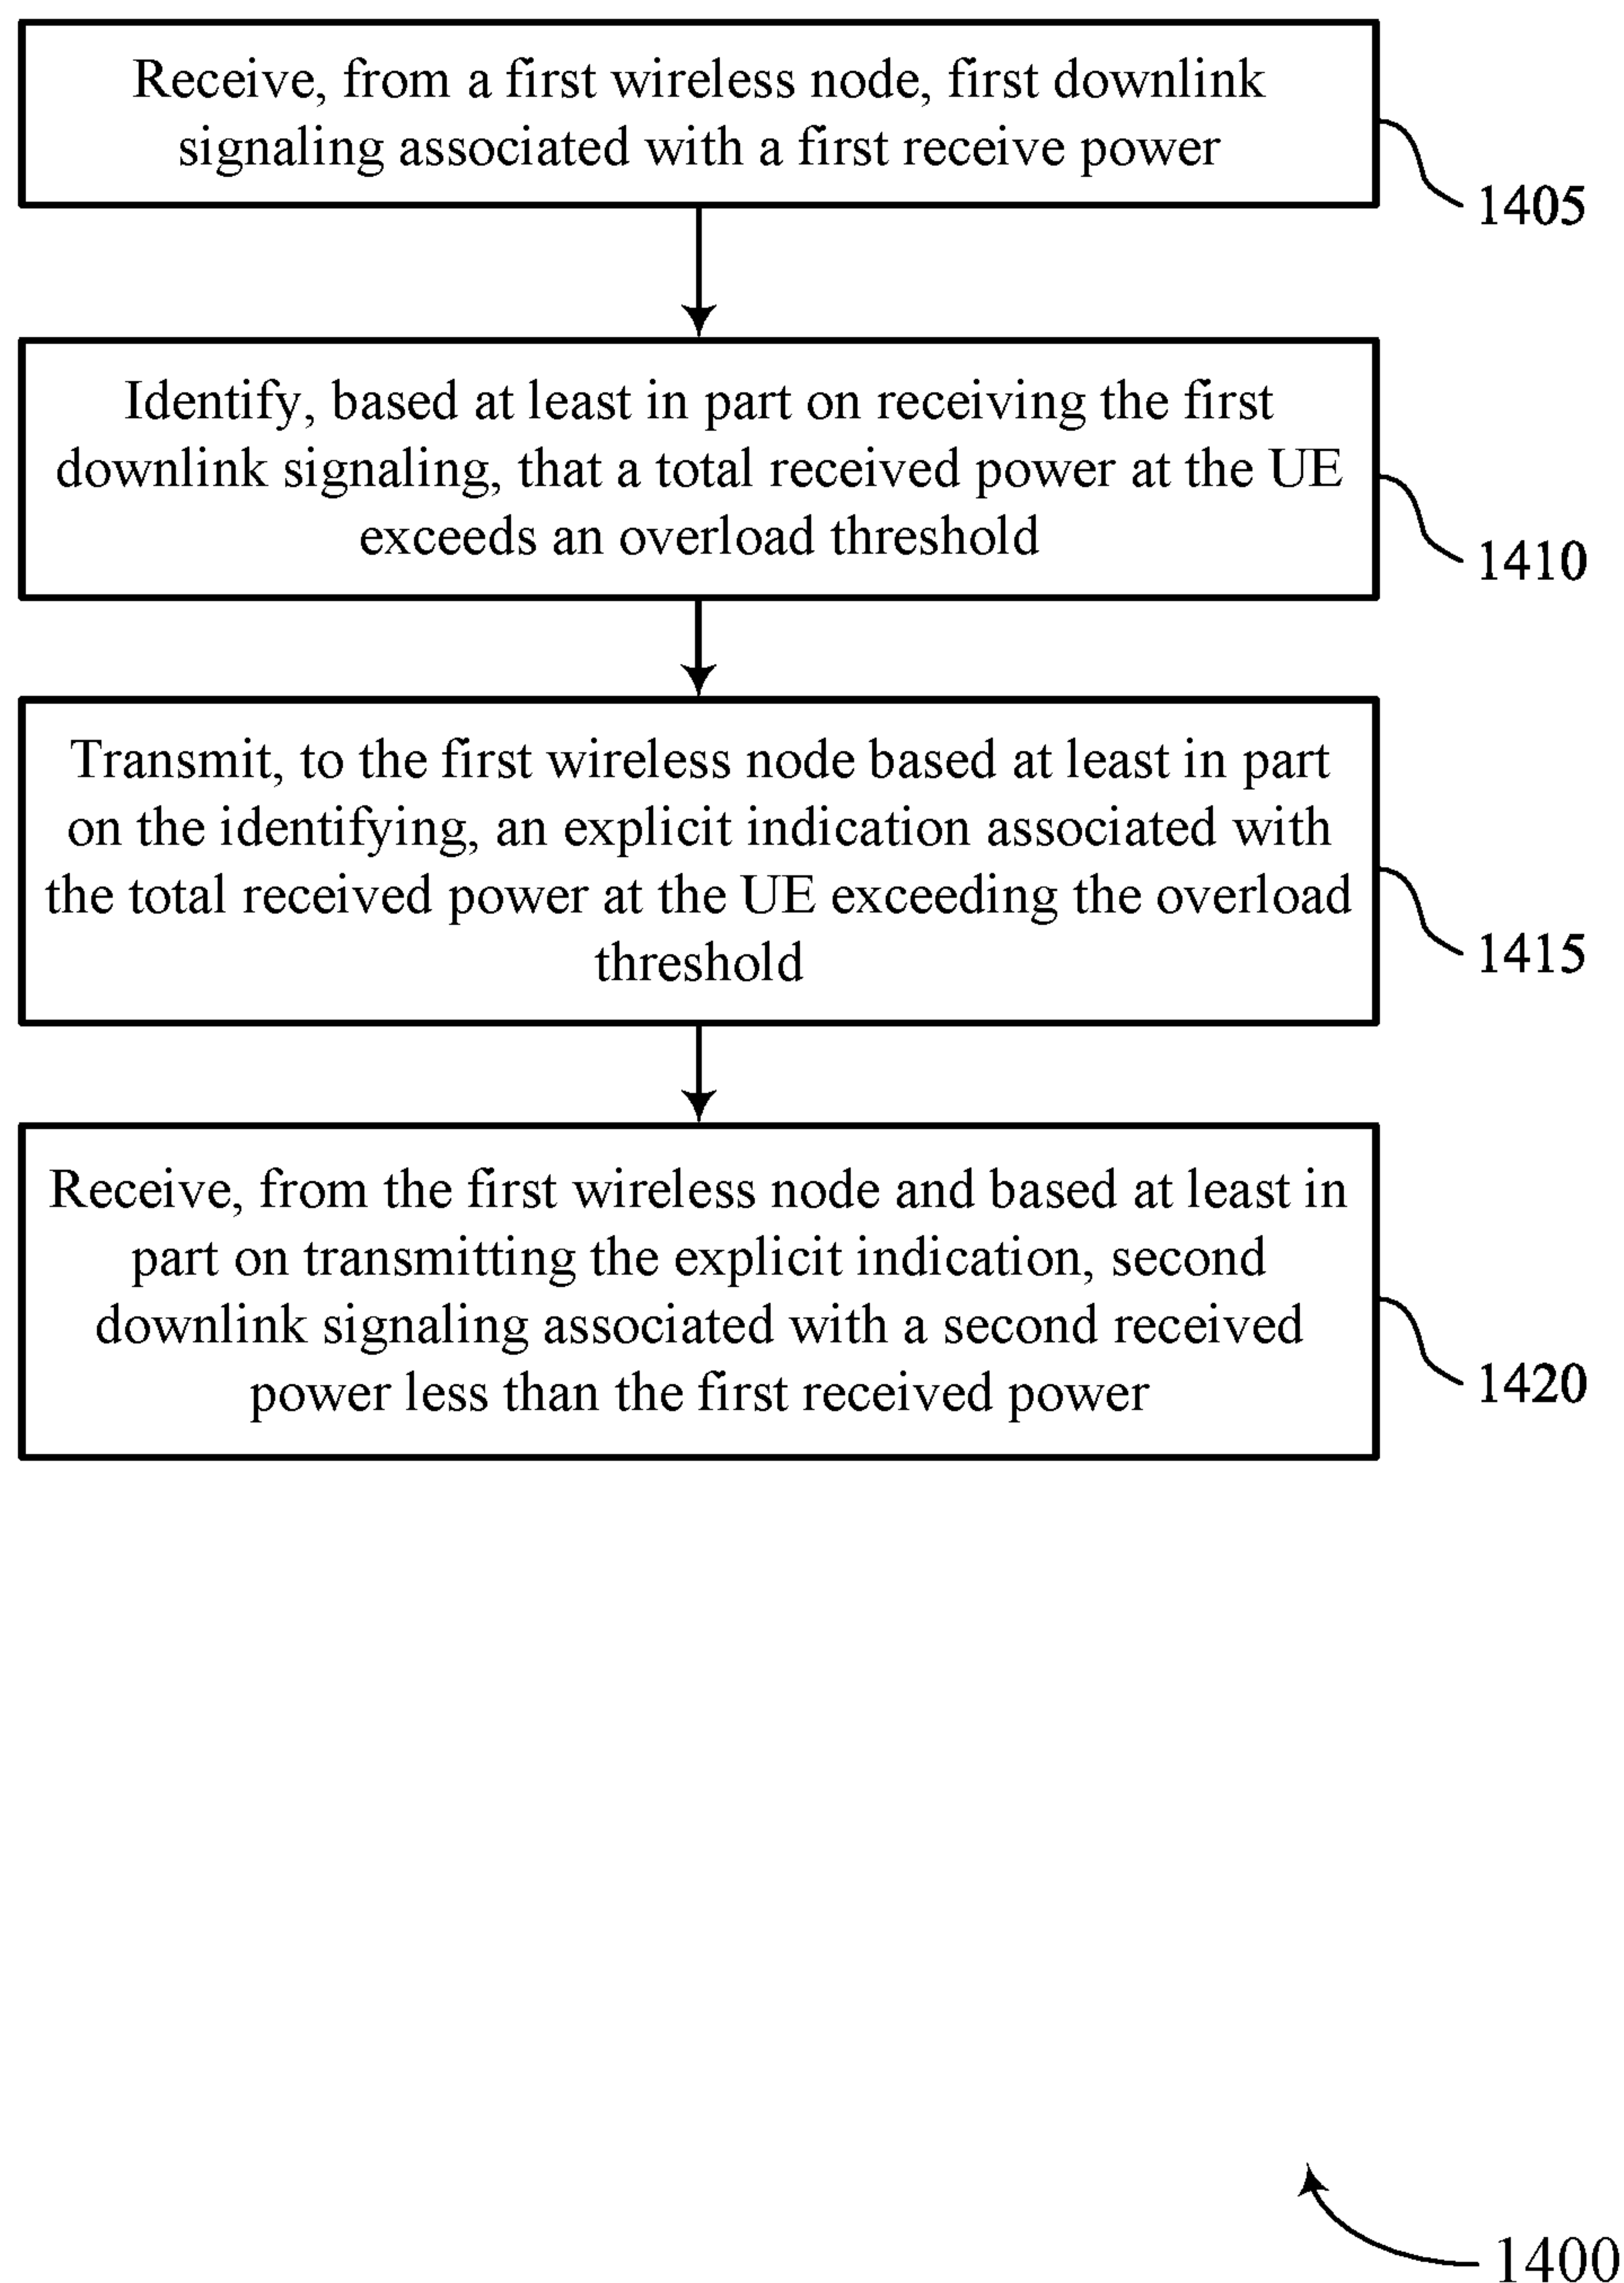 Receive, from a first wireless node, first downlink
signaling associated with a first receive power
1405
Identify, based at least in part on receiving the first
downlink signaling, that a total received power at the UE
exceeds an overload threshold
1410
Transmit, to the first wireless node based at least in part
on the identifying, an explicit indication associated with
the total received power at the UE exceeding the overload
threshold
1415
Receive, from the first wireless node and based at least in
part on transmitting the explicit indication, second
downlink signaling associated with a second received
power less than the first received power
1420
1400